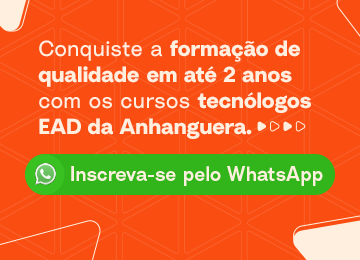 Conquiste a formação de
qualidade em até 2 anos
com os cursos tecnólogos
EAD da Anhanguera.
Inscreva-se pelo WhatsApp